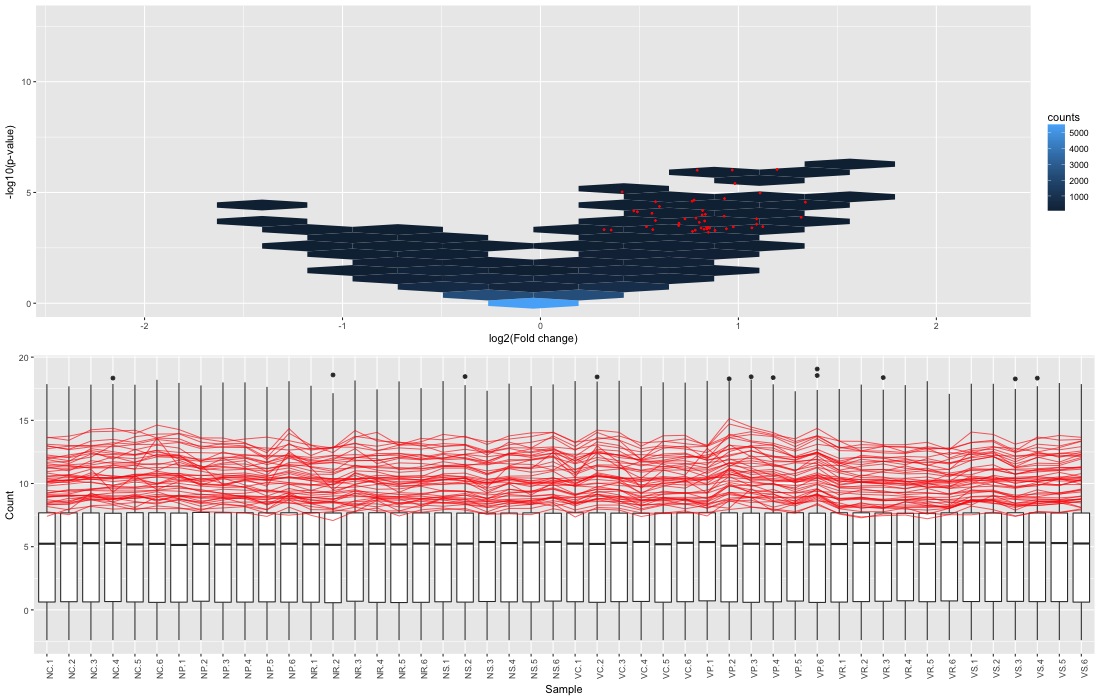 10
5
0
-log10(p-value)
-2
-1
0
1
2
log2(Fold change)
counts
5000
4000
3000
2000
1000
20
15
10
5
0
Count
NC.1
NC.2
NC.3
NC.4
NC.5
NC.6
NP.1
NP.2
NP.3
NP.4
NP.5
NP.6
NR.1
NR.2
NR.3
NR.4
NR.5
NR.6
NS.1
NS.2
NS.3
NS.4
NS.5
NS.6
VC.1
VC.2
VC.3
VC.4
VC.5
VC.6
VP.1
VP.2
VP.3
VP.4
VP.5
VP.6
VR.1
VR.2
VR.3
VR.4
VR.5
VR.6
VS.1
VS.2
VS.3
VS.4
VS.5
VS.6
Sample